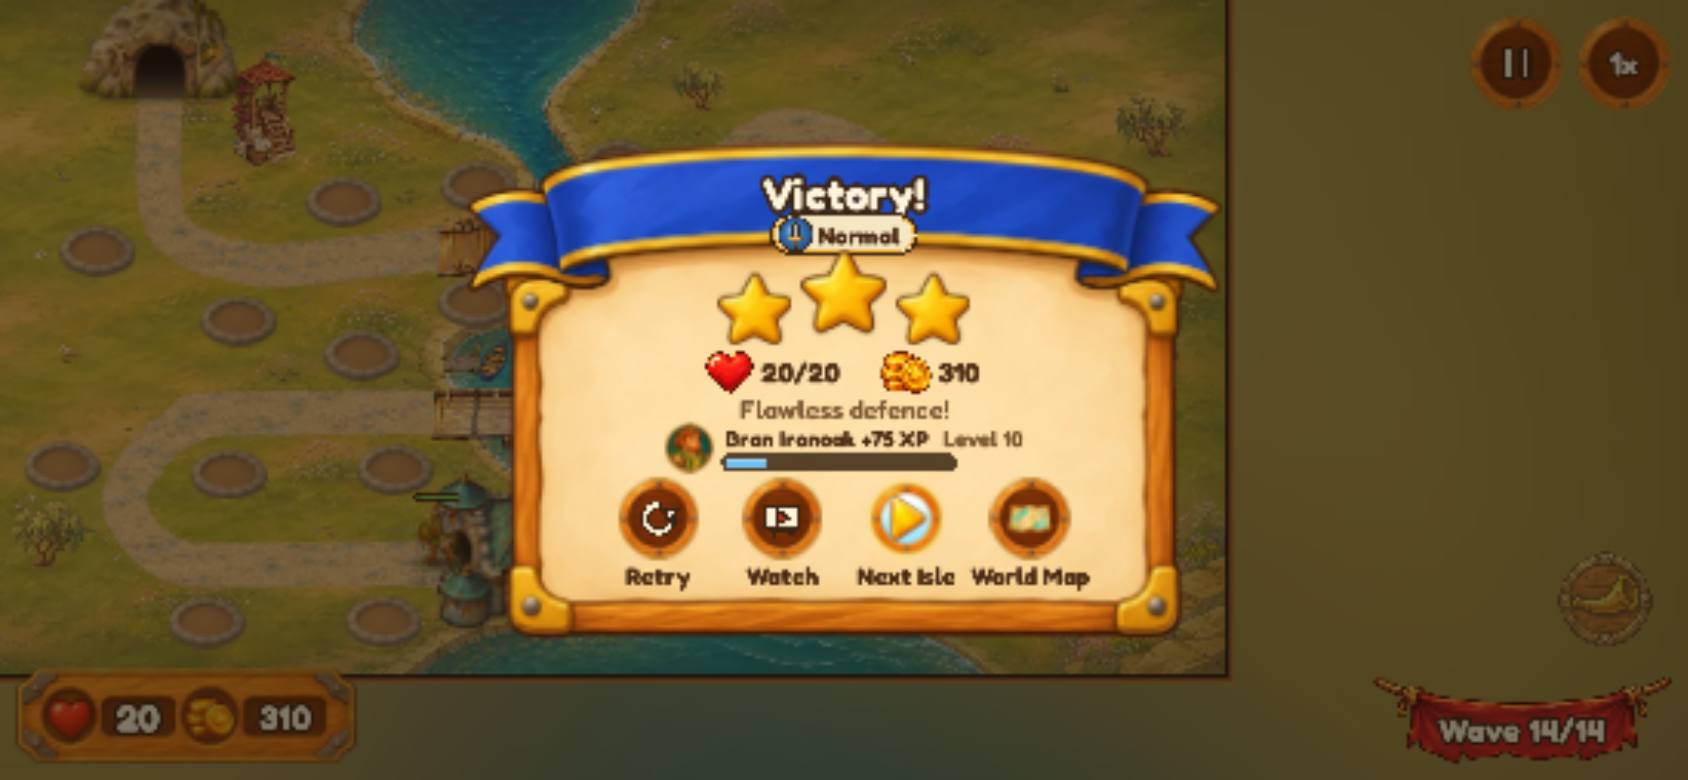 1x
Victory!
Normal
20/20 310
Flawless defence!
Bran Ironoak +75 XP Level 10
Retry Watch Next Isle World Map
20 310
Wave 14/14